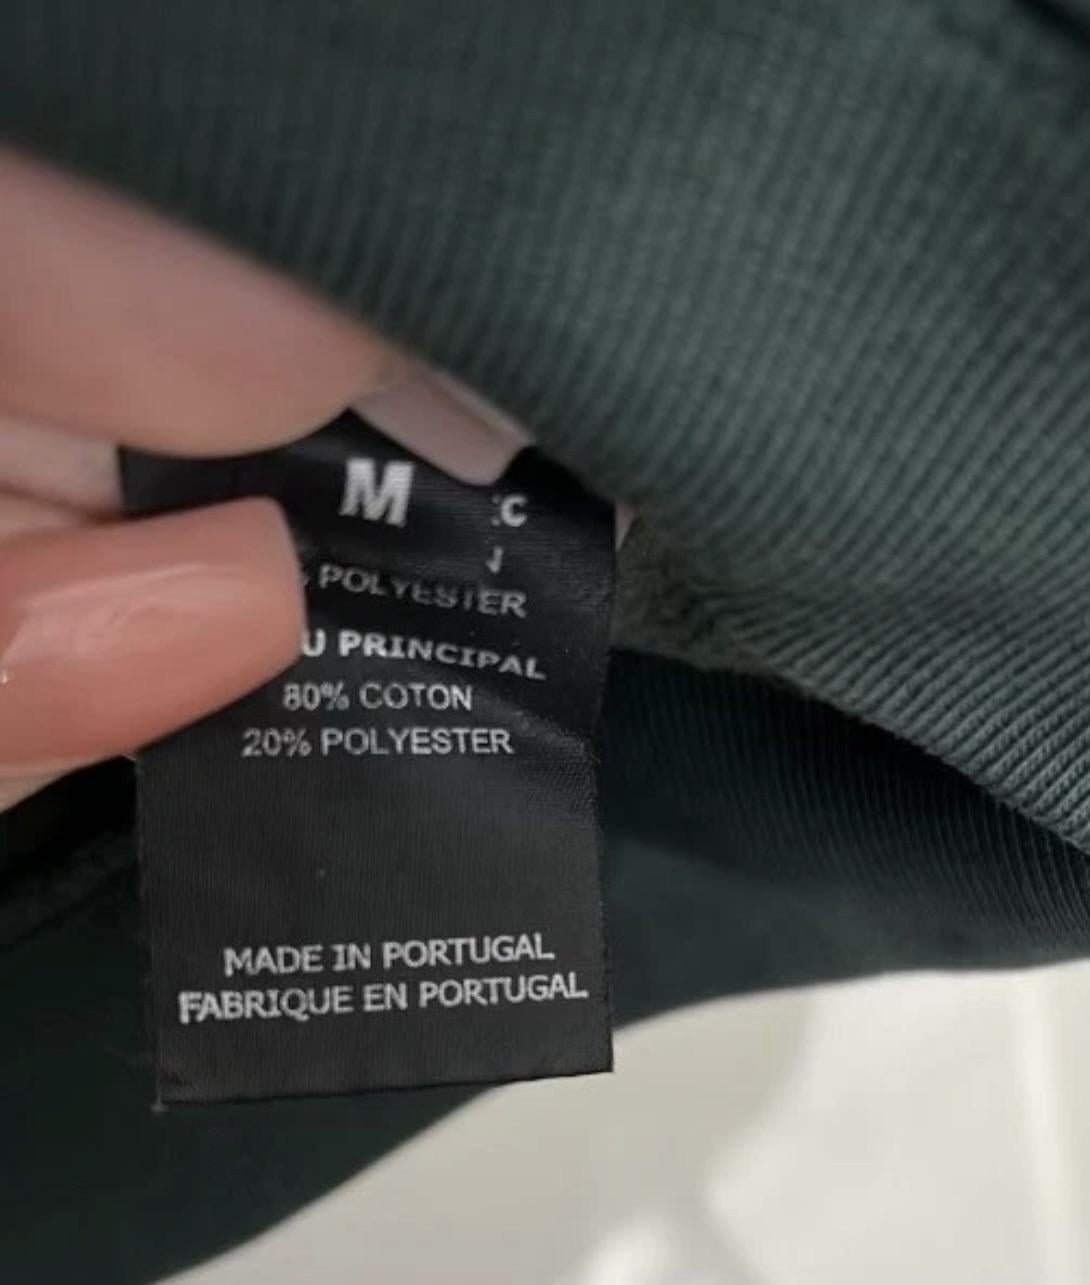 M
C
POLYESTER
U PRINCIPAL
80% COTON
20% POLYESTER
MADE IN PORTUGAL
FABRIQUE EN PORTUGAL